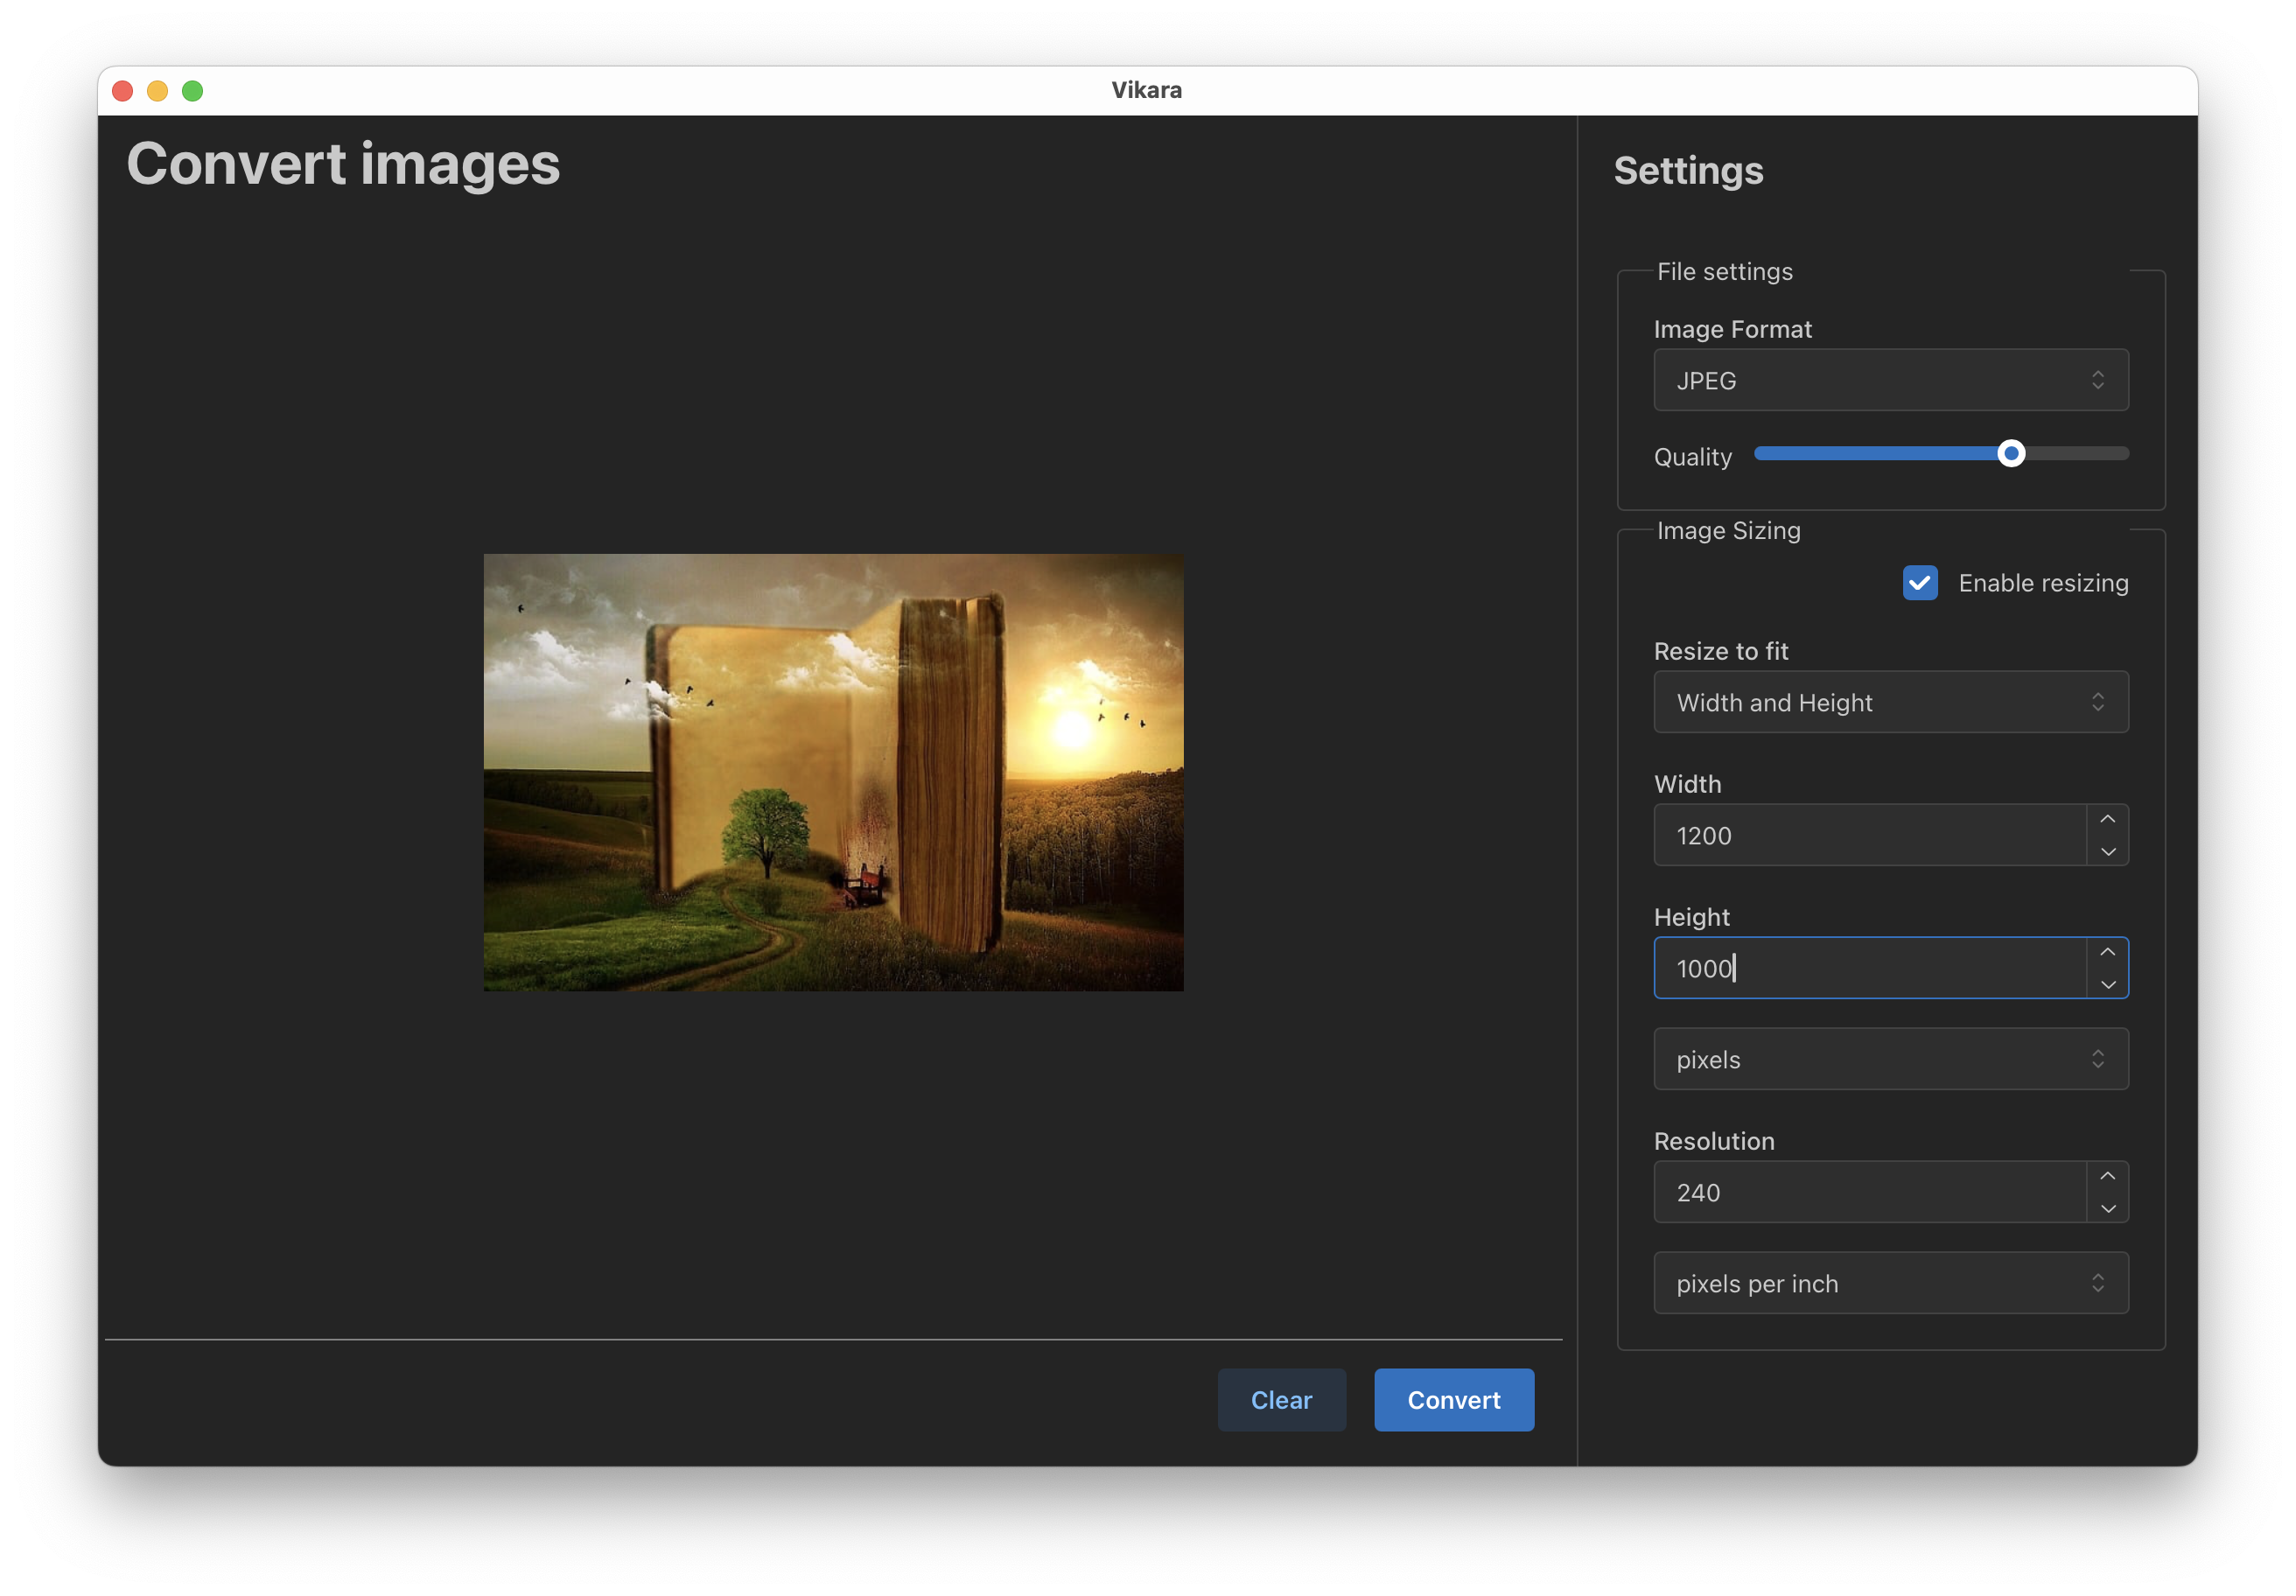 Vikara
Convert images
Settings
File settings
Image Format
JPEG
Quality
Image Sizing
Enable resizing
Resize to fit
Width and Height
Width
1200
Height
1000
pixels
Resolution
240
pixels per inch
Clear
Convert